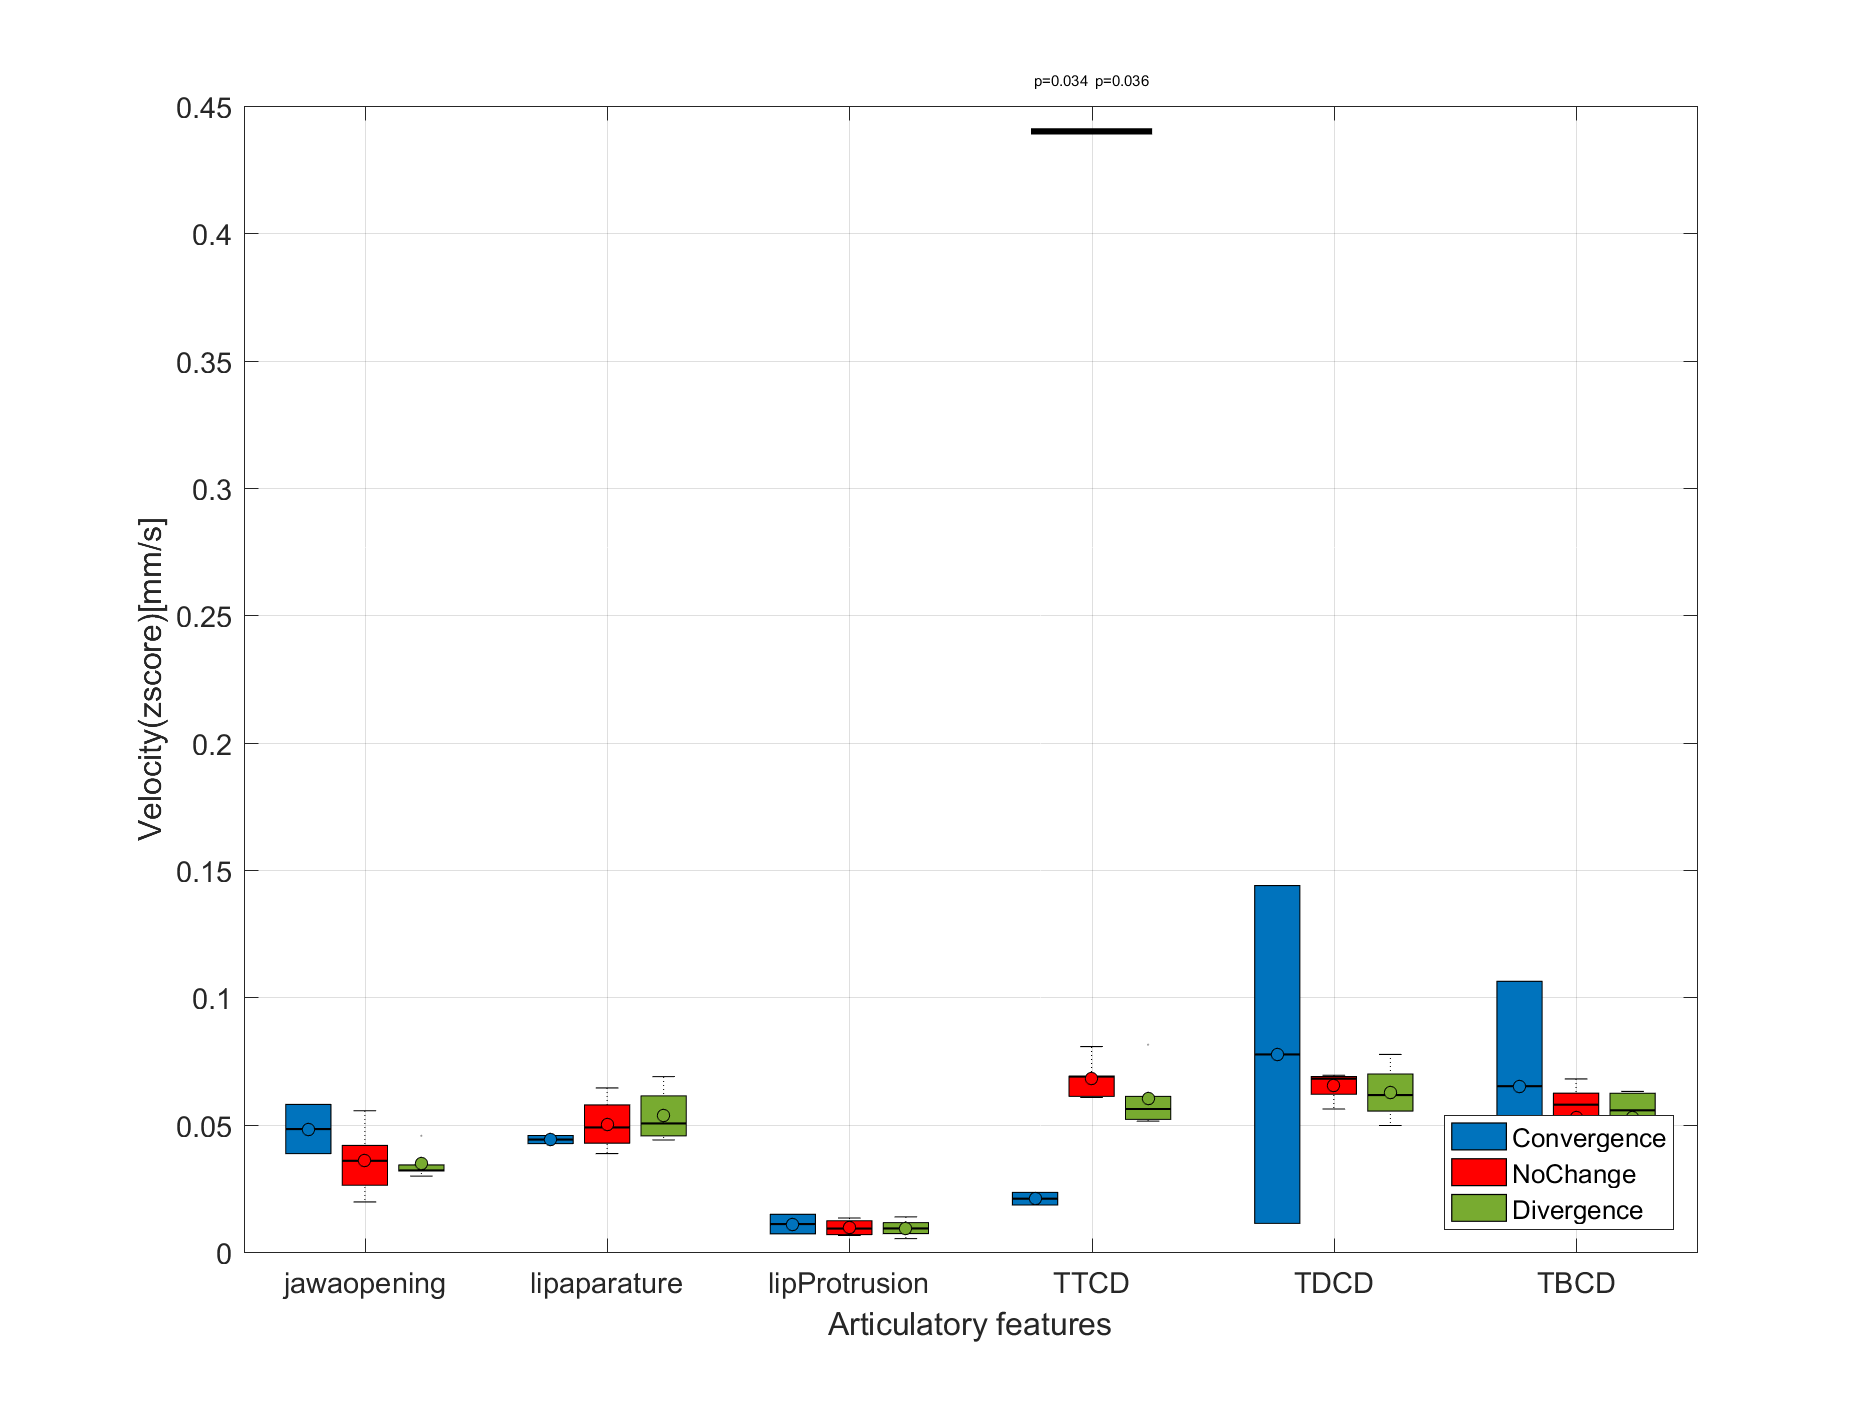 p=0.034 p=0.036
0.45
0.4
0.35
0.3
0.25
0.2
0.15
0.1
0.05
0
Velocity(zscore)[mm/s]
Convergence
NoChange
Divergence
jawaopening lipaparature lipProtrusion TTCD TDCD TBCD
Articulatory features